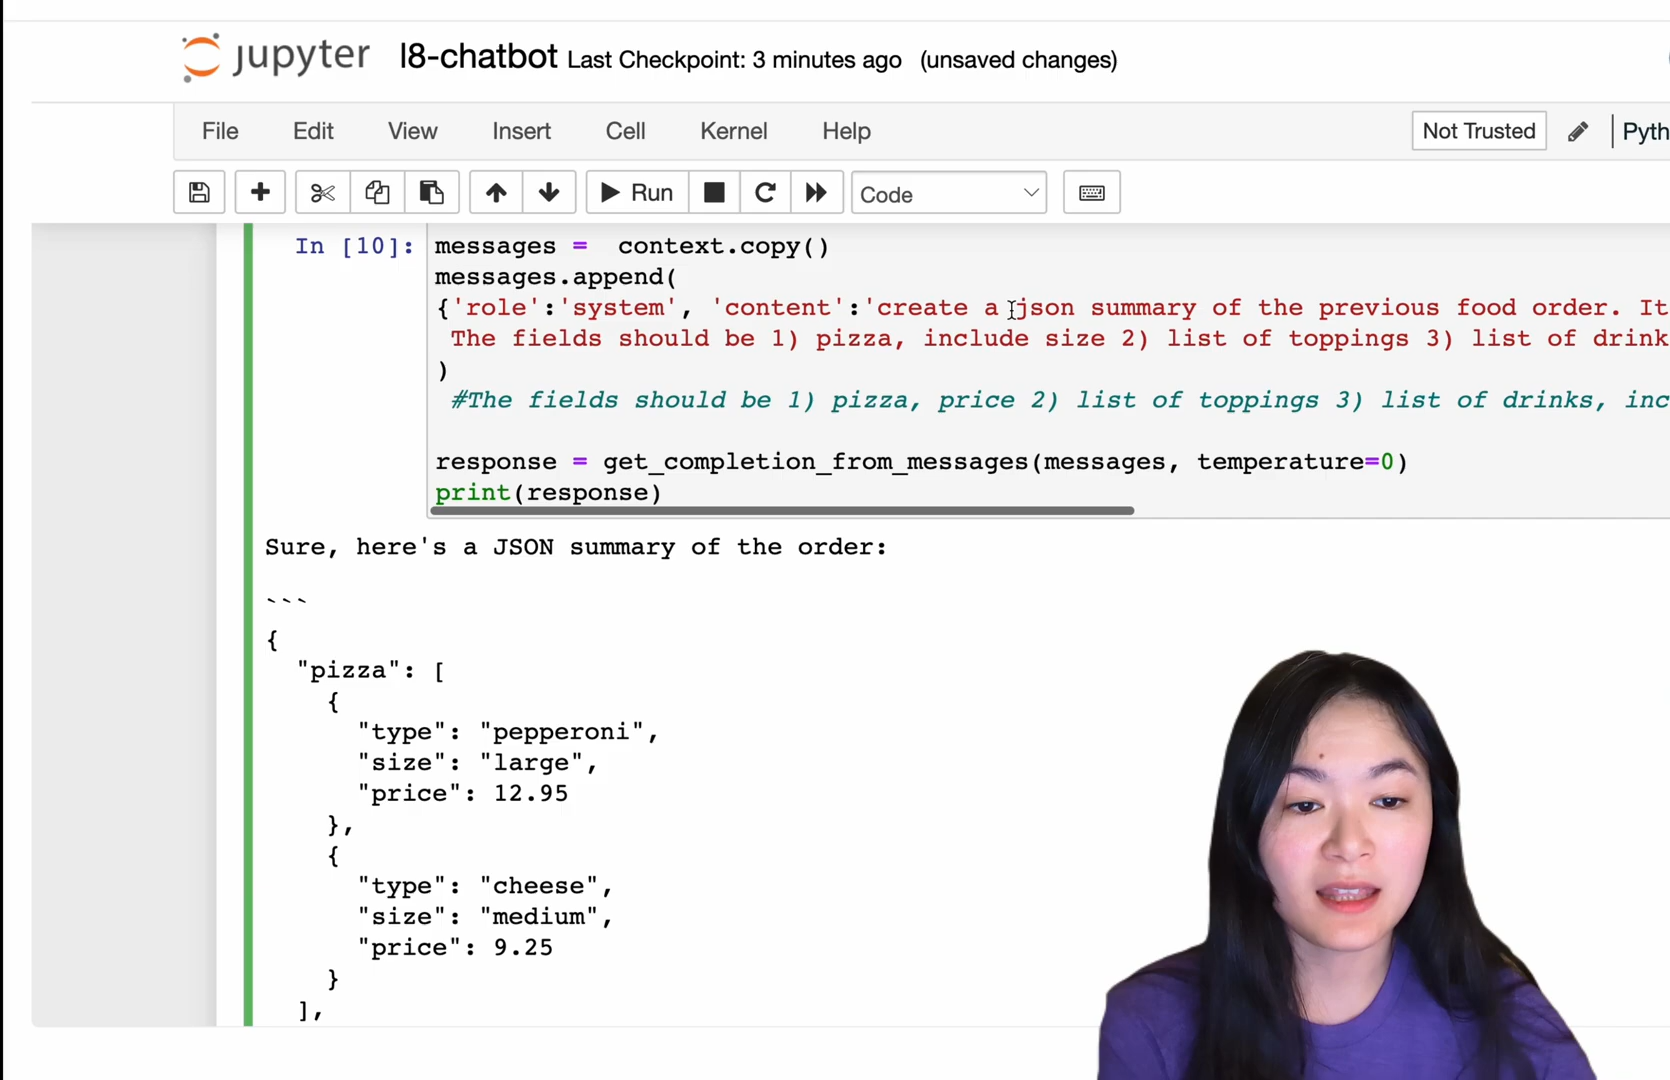 jupyter l8-chatbot Last Checkpoint: 3 minutes ago (unsaved changes)
File Edit View Insert Cell Kernel Help Not Trusted Pyth
Run Code
In [10]: messages =  context.copy()
messages.append(
{'role':'system', 'content':'create a json summary of the previous food order. It
The fields should be 1) pizza, include size 2) list of toppings 3) list of drink
)
#The fields should be 1) pizza, price 2) list of toppings 3) list of drinks, inc
response = get_completion_from_messages(messages, temperature=0)
print(response)
Sure, here's a JSON summary of the order:
```
{
"pizza": [
{
"type": "pepperoni",
"size": "large",
"price": 12.95
},
{
"type": "cheese",
"size": "medium",
"price": 9.25
}
],